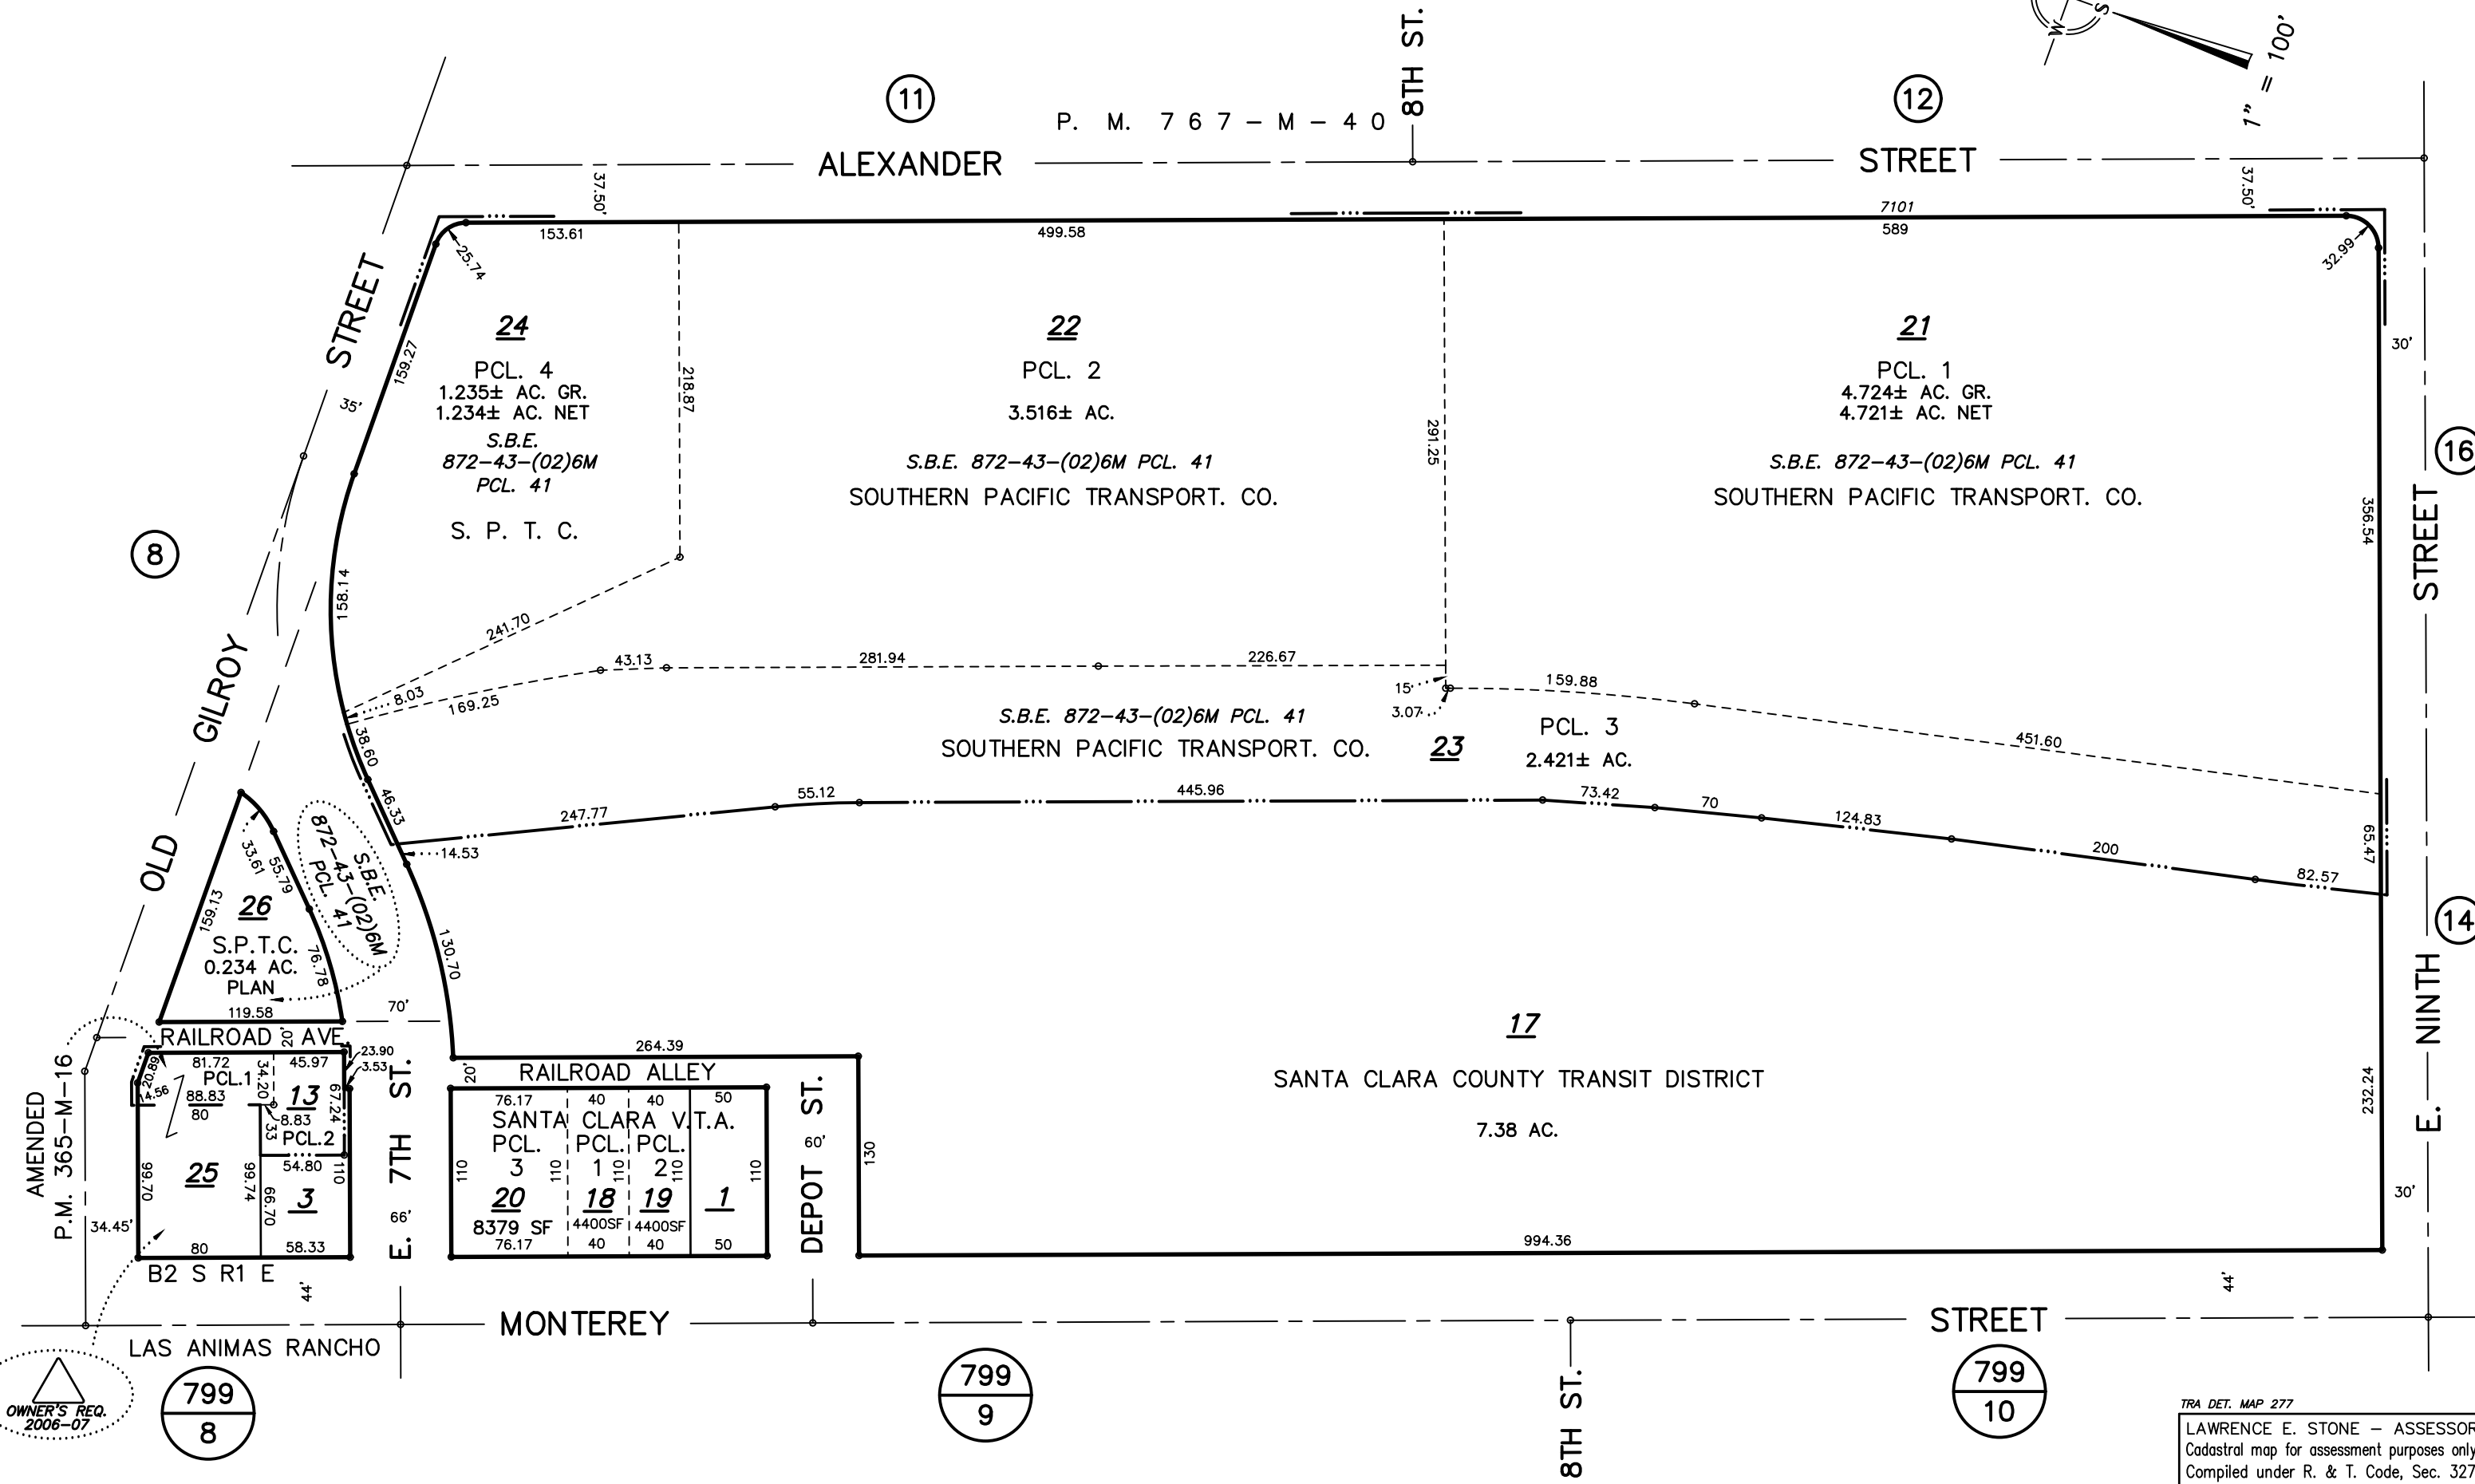 8TH ST.
W
S
1" = 100'
11
P. M. 767-M-40
12
ALEXANDER STREET
37.50'
37.50'
7101
153.61
499.58
589
25.74
32.99
STREET
24
PCL. 4
1.235± AC. GR.
1.234± AC. NET
S.B.E.
872-43-(02)6M
PCL. 41
S. P. T. C.
22
PCL. 2
3.516± AC.
S.B.E. 872-43-(02)6M PCL. 41
SOUTHERN PACIFIC TRANSPORT. CO.
21
PCL. 1
4.724± AC. GR.
4.721± AC. NET
S.B.E. 872-43-(02)6M PCL. 41
SOUTHERN PACIFIC TRANSPORT. CO.
159.27
35'
218.87
291.25
30'
16
356.54
STREET
8
158.14
241.70
43.13
281.94
226.67
8.03
169.25
15
3.07
159.88
451.60
GILROY
38.60
46.33
S.B.E. 872-43-(02)6M PCL. 41
SOUTHERN PACIFIC TRANSPORT. CO.
23
PCL. 3
2.421± AC.
247.77
55.12
445.96
73.42
70
124.83
200
82.57
65.47
14.53
OLD
33.61
55.79
S.B.E.
872-43-(02)6M
PCL. 41
159.13
26
S.P.T.C.
0.234 AC.
PLAN
76.78
119.58
130.70
70'
14
NINTH
E.
RAILROAD AVE
20'
23.90
3.53
264.39
20'
RAILROAD ALLEY
AMENDED
P.M. 365-M-16
20.89
81.72
PCL.1
34.20
45.97
14.56
88.83
80
13
8.83
33
PCL.2
67.24
54.80
99.70
25
99.74
66.70
3
110
34.45'
80
58.33
B2 S R1 E
44'
E. 7TH ST.
66'
76.17
40
40
50
SANTA CLARA V.T.A.
PCL.
3
PCL.
1
PCL.
2
110
110
110
110
110
20
18
19
1
8379 SF
4400SF
4400SF
76.17
40
40
50
DEPOT ST.
60'
130
17
SANTA CLARA COUNTY TRANSIT DISTRICT
7.38 AC.
232.24
30'
994.36
44'
MONTEREY STREET
LAS ANIMAS RANCHO
OWNER'S REQ.
2006-07
799
8
799
9
8TH ST.
799
10
TRA DET. MAP 277
LAWRENCE E. STONE - ASSESSOR
Cadastral map for assessment purposes only
Compiled under R. & T. Code, Sec. 327